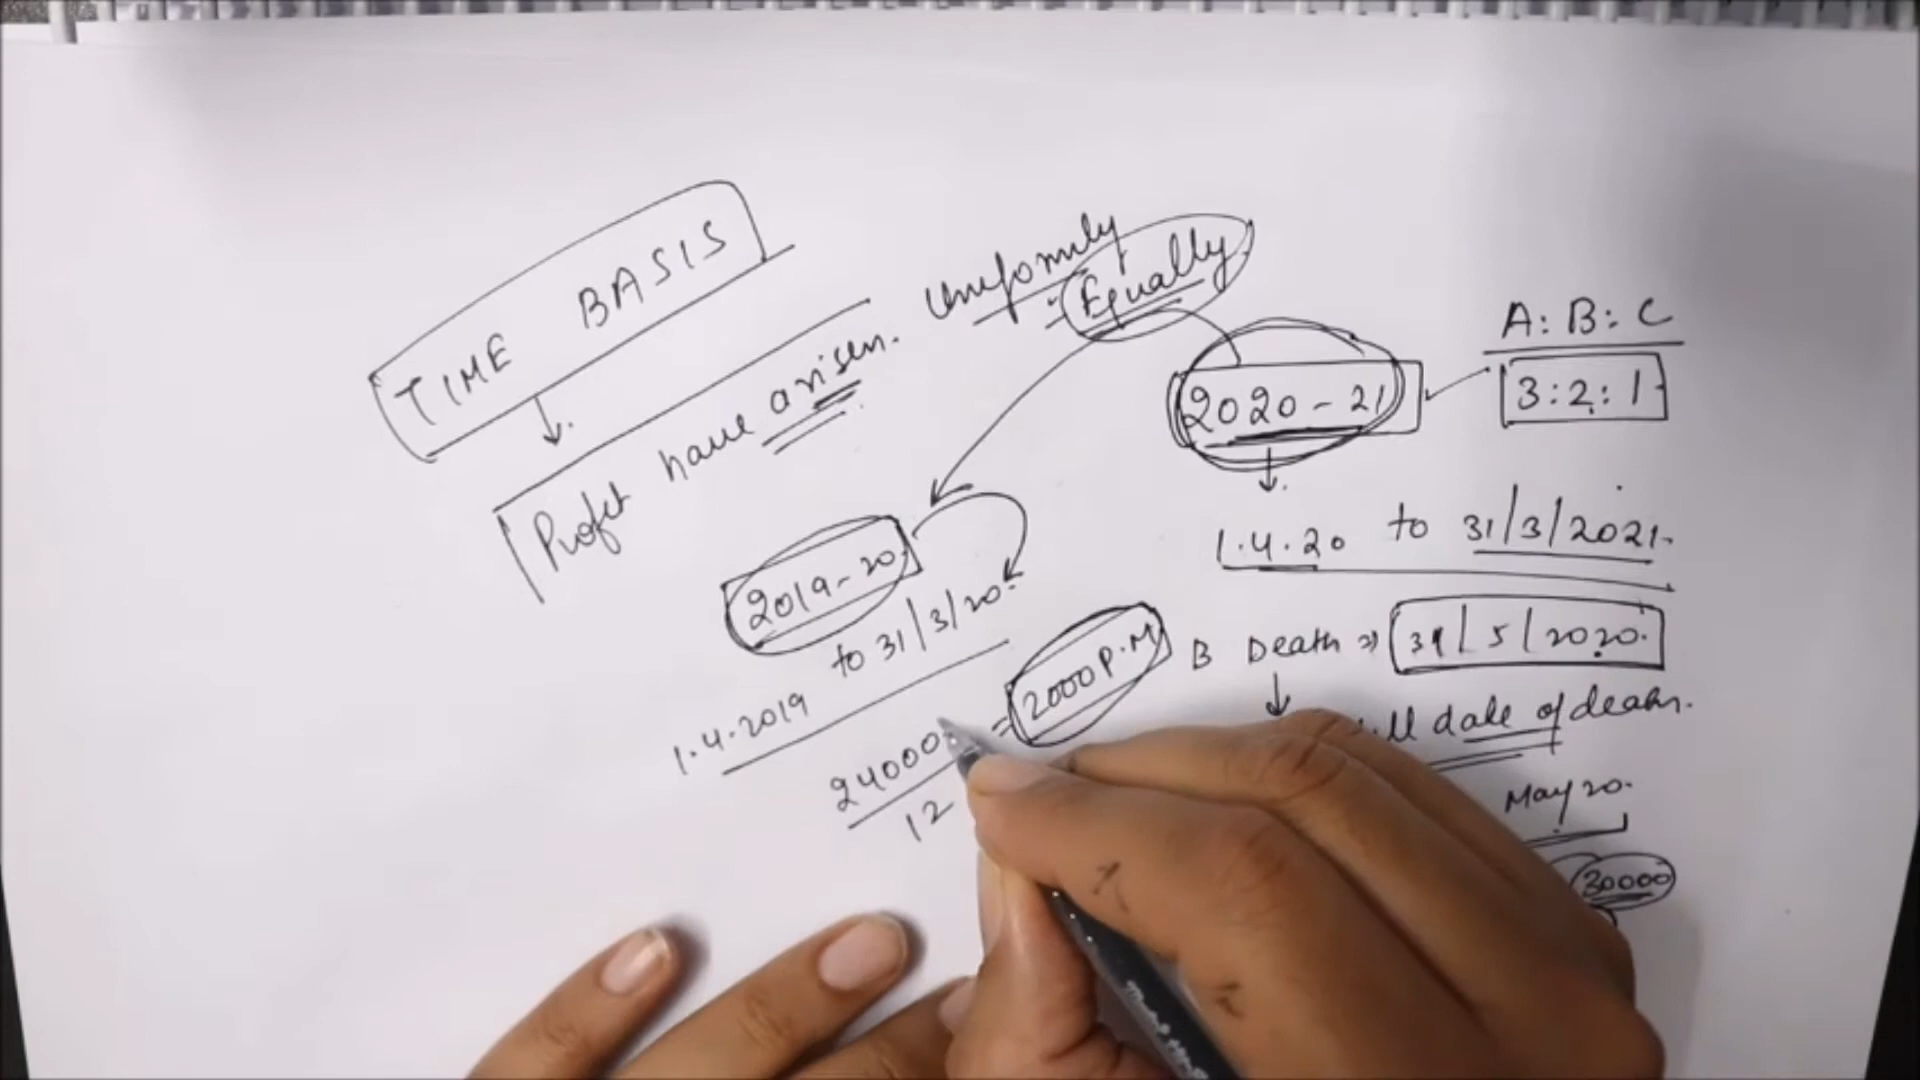 TIME BASIS
Profit have arisen. Uniformly
= Equally
2020-21
A: B: C
3:2:1
1.4.20 to 31/3/2021.
2019-20
1.4.2019 to 31/3/20.
24000
12
= 2000 P.M
B Death ⇒ 31/5/2020.
date of death.
May 20.
30000